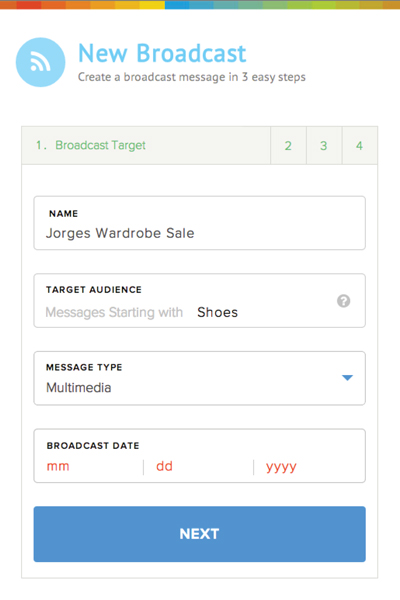 New Broadcast
Create a broadcast message in 3 easy steps
1. Broadcast Target 2 3 4
NAME
Jorges Wardrobe Sale
TARGET AUDIENCE
Messages Starting with Shoes ?
MESSAGE TYPE
Multimedia
BROADCAST DATE
mm dd yyyy
NEXT